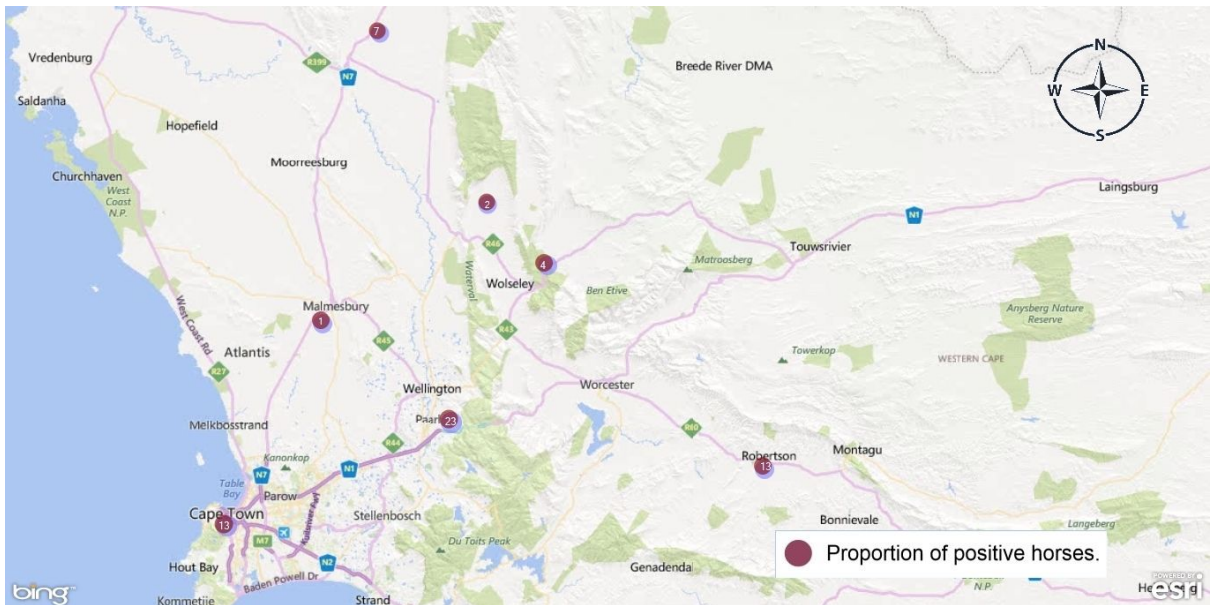 7
N
Vredenburg
R399
N7
Breede River DMA
W
E
Saldanha
S
Hopefield
Moorreesburg
Churchhaven
West
Coast
N.P.
Laingsburg
2
N1
R46
Touwsrivier
4
Matroosberg
Waterval
Wolseley
Ben Etive
Malmesbury
1
West Coast Rd
Anysberg Nature
Reserve
R43
R45
Atlantis
Towerkop
WESTERN CAPE
R27
Wellington
Worcester
23
Melkbosstrand
R60
R44
Robertson
Montagu
13
Kanonkop
N1
N7
Table
Bay
Parow
Cape Town
13
Stellenbosch
Bonnievale
Langeberg
M7
Du Toits Peak
Hout Bay
N2
Proportion of positive horses.
Genadendal
Baden Powell Dr
Kommetjie
Strand
bing
POWERED BY
esri